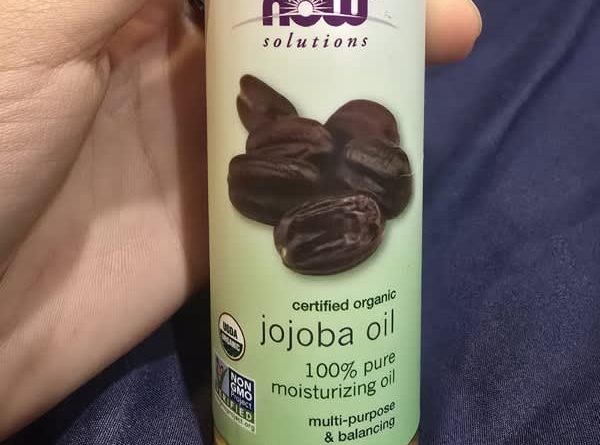 NOW
solutions
certified organic
jojoba oil
100% pure
moisturizing oil
multi-purpose
& balancing
USDA
ORGANIC
NON
GMO
Project
VERIFIED